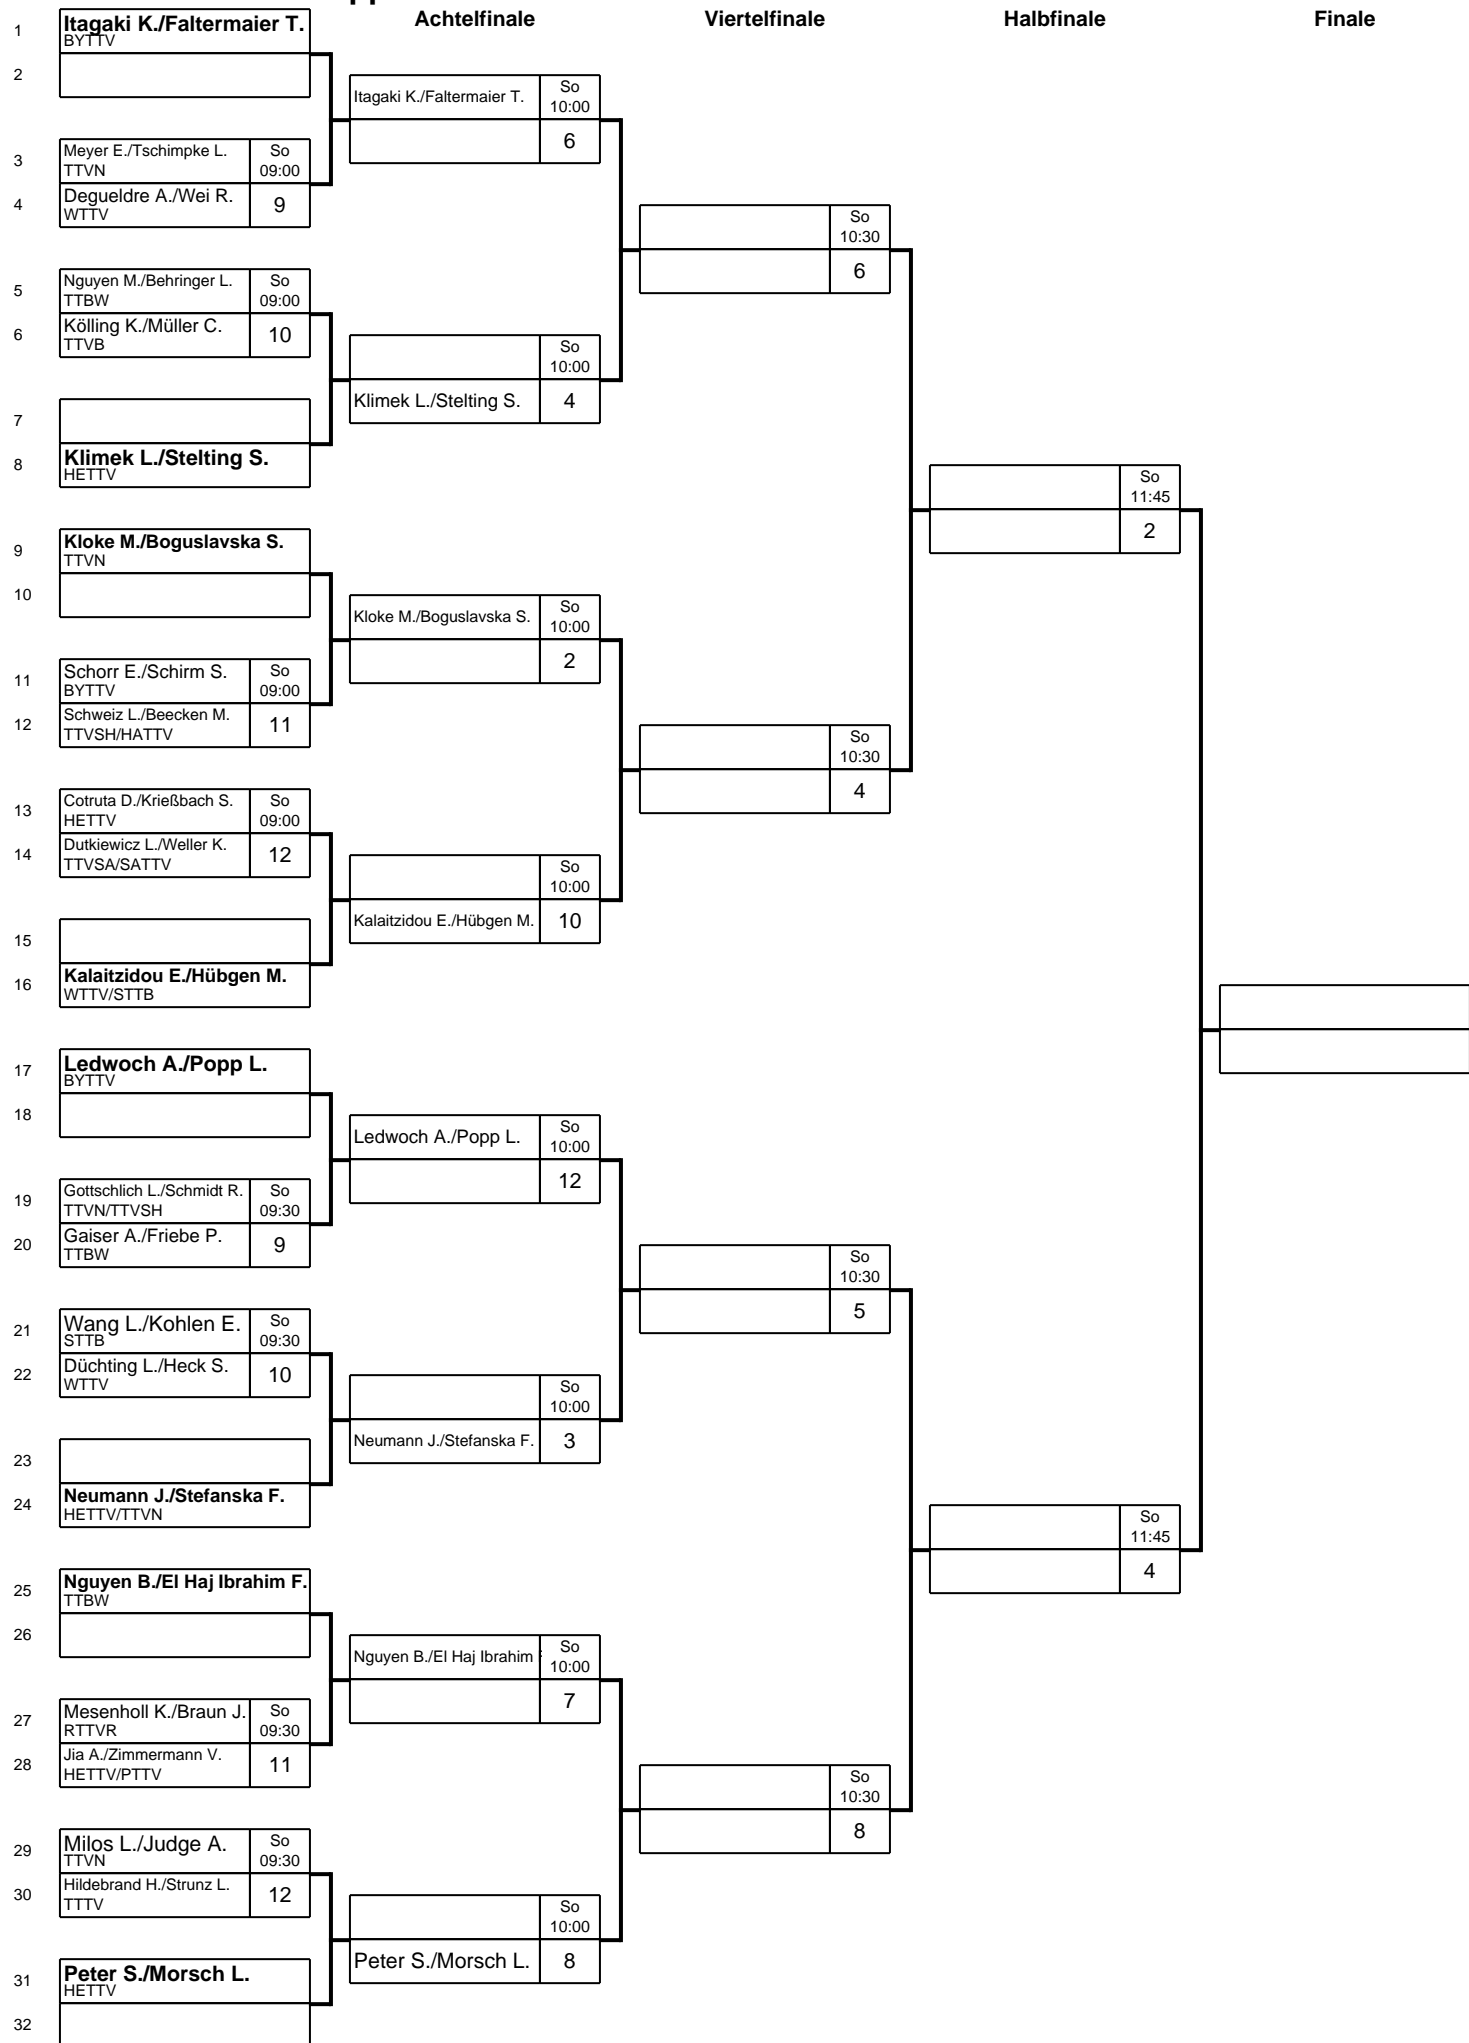 pp
Achtelfinale
Viertelfinale
Halbfinale
Finale
1
Itagaki K./Faltermaier T.
BYTTV
2
Itagaki K./Faltermaier T.
So
10:00
6
3
Meyer E./Tschimpke L.
TTVN
So
09:00
4
Degueldre A./Wei R.
WTTV
9
So
10:30
6
5
Nguyen M./Behringer L.
TTBW
So
09:00
6
Kölling K./Müller C.
TTVB
10
So
10:00
Klimek L./Stelting S.
4
7
8
Klimek L./Stelting S.
HETTV
So
11:45
2
9
Kloke M./Boguslavska S.
TTVN
10
Kloke M./Boguslavska S.
So
10:00
2
11
Schorr E./Schirm S.
BYTTV
So
09:00
12
Schweiz L./Beecken M.
TTVSH/HATTV
11
So
10:30
4
13
Cotruta D./Krießbach S.
HETTV
So
09:00
14
Dutkiewicz L./Weller K.
TTVSA/SATTV
12
So
10:00
Kalaitzidou E./Hübgen M.
10
15
16
Kalaitzidou E./Hübgen M.
WTTV/STTB
17
Ledwoch A./Popp L.
BYTTV
18
Ledwoch A./Popp L.
So
10:00
12
19
Gottschlich L./Schmidt R.
TTVN/TTVSH
So
09:30
20
Gaiser A./Friebe P.
TTBW
9
So
10:30
5
21
Wang L./Kohlen E.
STTB
So
09:30
22
Düchting L./Heck S.
WTTV
10
So
10:00
Neumann J./Stefanska F.
3
23
24
Neumann J./Stefanska F.
HETTV/TTVN
So
11:45
4
25
Nguyen B./El Haj Ibrahim F.
TTBW
26
Nguyen B./El Haj Ibrahim
So
10:00
7
27
Mesenholl K./Braun J.
RTTVR
So
09:30
28
Jia A./Zimmermann V.
HETTV/PTTV
11
So
10:30
8
29
Milos L./Judge A.
TTVN
So
09:30
30
Hildebrand H./Strunz L.
TTTV
12
So
10:00
Peter S./Morsch L.
8
31
Peter S./Morsch L.
HETTV
32